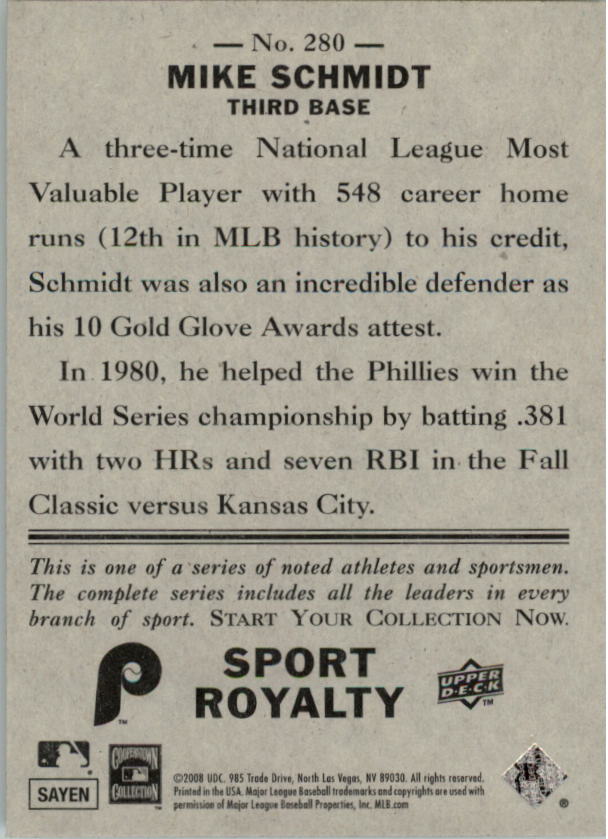 — No. 280 —
MIKE SCHMIDT
THIRD BASE
A three-time National League Most
Valuable Player with 548 career home
runs (12th in MLB history) to his credit,
Schmidt was also an incredible defender as
his 10 Gold Glove Awards attest.
In 1980, he helped the Phillies win the
World Series championship by batting .381
with two HRs and seven RBI in the Fall
Classic versus Kansas City.
This is one of a series of noted athletes and sportsmen.
The complete series includes all the leaders in every
branch of sport. START YOUR COLLECTION NOW.
P
TM
SPORT
ROYALTY
UPPER
D·E·C·K
TM
SAYEN
COOPERSTOWN
COLLECTION
©2008 UDC. 985 Trade Drive, North Las Vegas, NV 89030. All rights reserved.
Printed in the USA. Major League Baseball trademarks and copyrights are used with
permission of Major League Baseball Properties, Inc. MLB.com
®